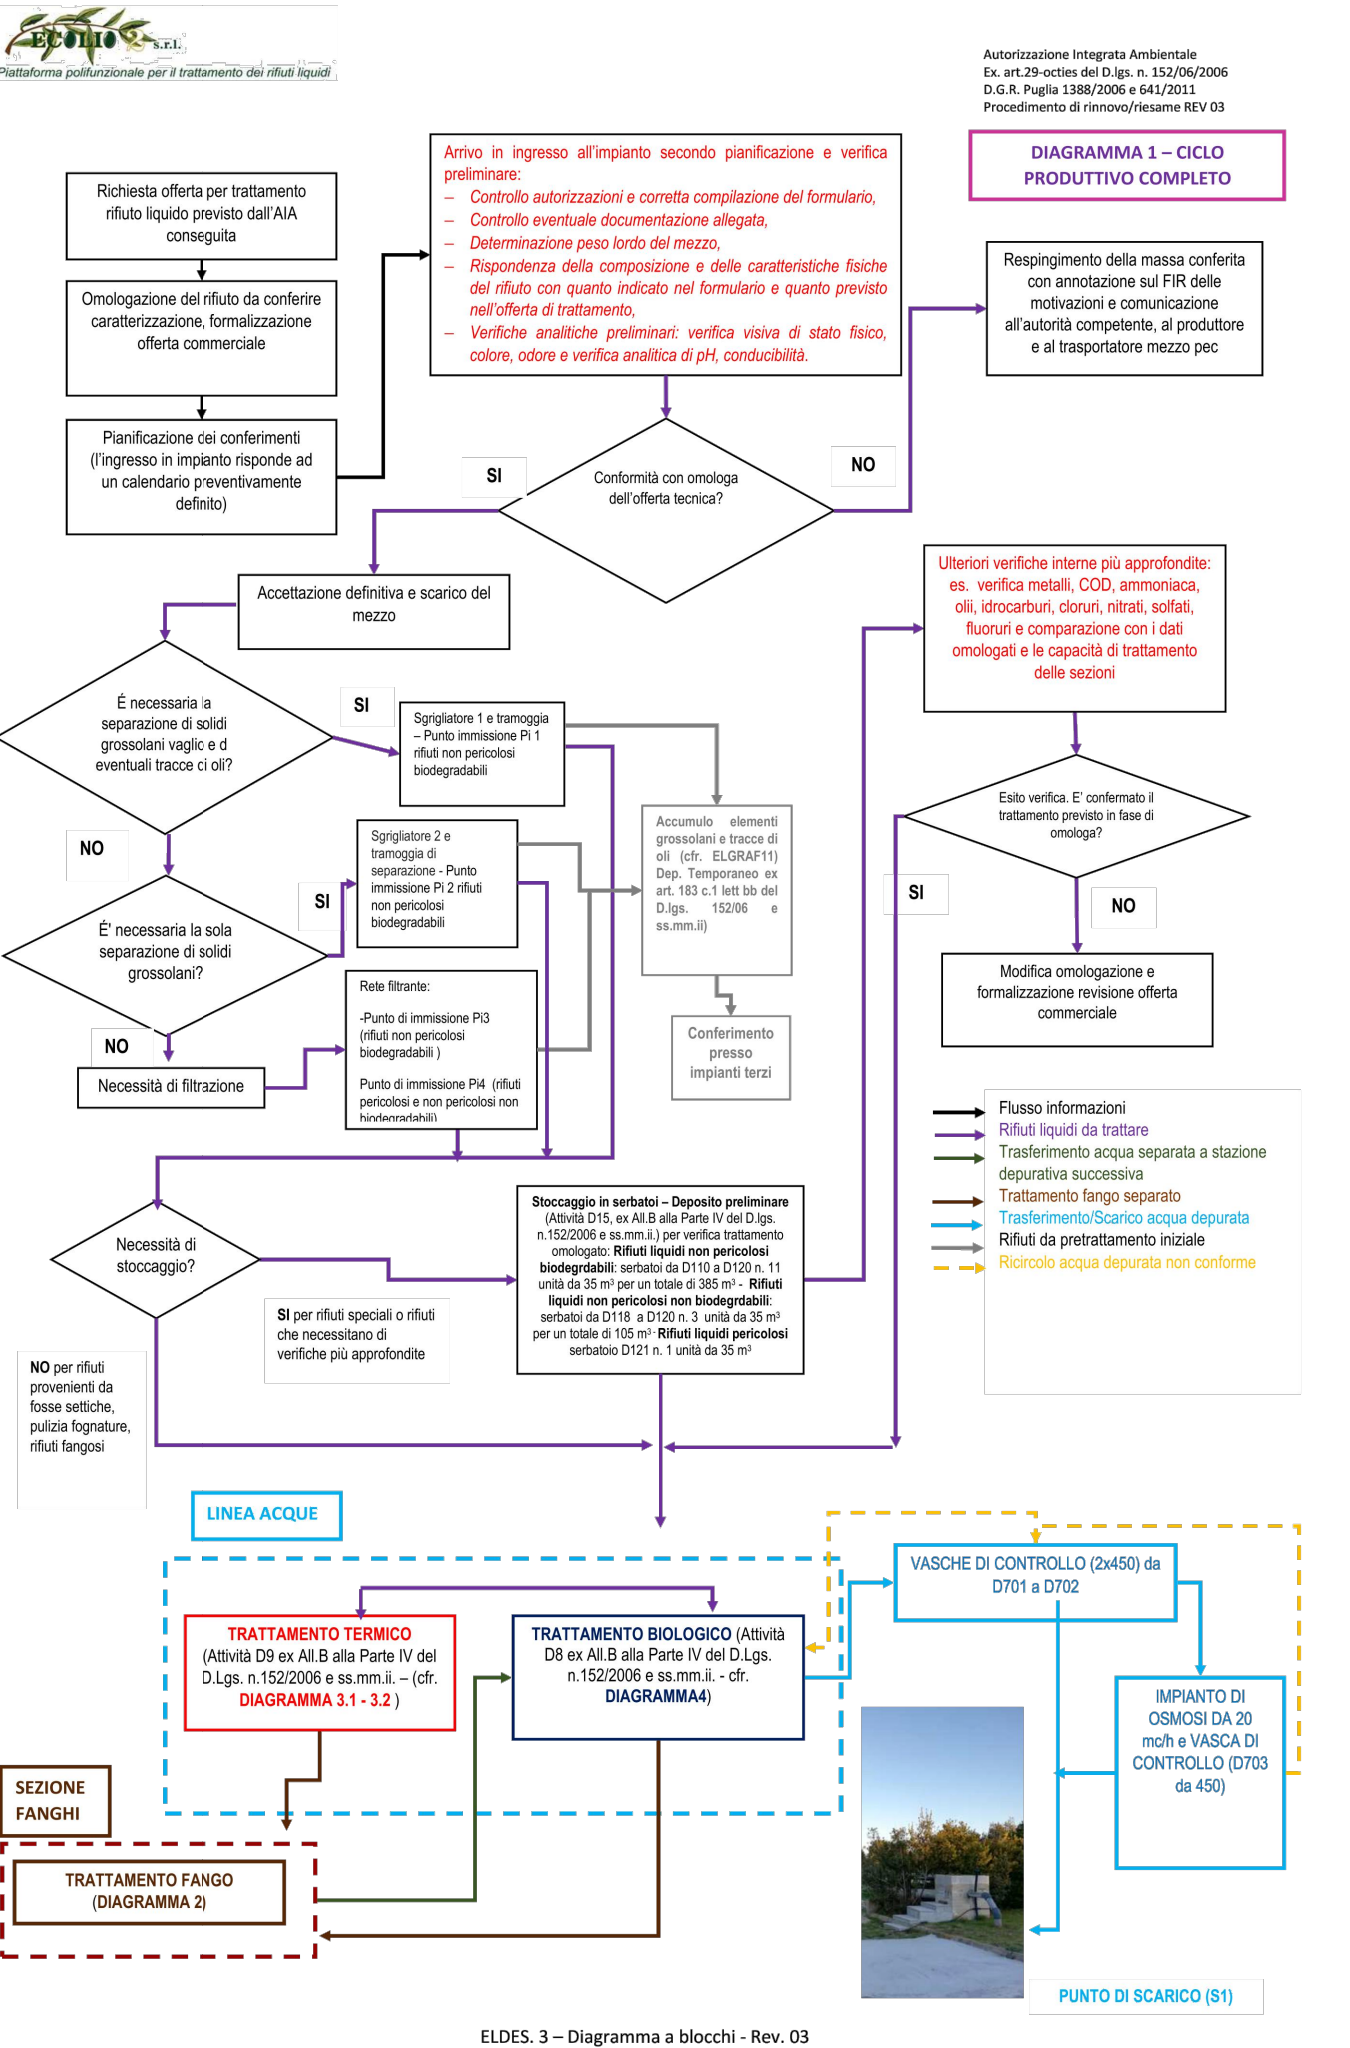 ECOLIO 2 s.r.l.
Piattaforma polifunzionale per il trattamento dei rifiuti liquidi
Autorizzazione Integrata Ambientale
Ex. art.29-octies del D.lgs. n. 152/06/2006
D.G.R. Puglia 1388/2006 e 641/2011
Procedimento di rinnovo/riesame REV 03
DIAGRAMMA 1 – CICLO
PRODUTTIVO COMPLETO
Richiesta offerta per trattamento
rifiuto liquido previsto dall'AIA
conseguita
Omologazione del rifiuto da conferire
caratterizzazione, formalizzazione
offerta commerciale
Pianificazione dei conferimenti
(l'ingresso in impianto risponde ad
un calendario preventivamente
definito)
Arrivo in ingresso all'impianto secondo pianificazione e verifica
preliminare:
– Controllo autorizzazioni e corretta compilazione del formulario,
– Controllo eventuale documentazione allegata,
– Determinazione peso lordo del mezzo,
– Rispondenza della composizione e delle caratteristiche fisiche
del rifiuto con quanto indicato nel formulario e quanto previsto
nell'offerta di trattamento,
– Verifiche analitiche preliminari: verifica visiva di stato fisico,
colore, odore e verifica analitica di pH, conducibilità.
Respingimento della massa conferita
con annotazione sul FIR delle
motivazioni e comunicazione
all'autorità competente, al produttore
e al trasportatore mezzo pec
SI
Conformità con omologa
dell'offerta tecnica?
NO
Accettazione definitiva e scarico del
mezzo
Ulteriori verifiche interne più approfondite:
es. verifica metalli, COD, ammoniaca,
olii, idrocarburi, cloruri, nitrati, solfati,
fluoruri e comparazione con i dati
omologati e le capacità di trattamento
delle sezioni
É necessaria la
separazione di solidi
grossolani vaglio e d
eventuali tracce di oli?
SI
Sgrigliatore 1 e tramoggia
– Punto immissione Pi 1
rifiuti non pericolosi
biodegradabili
NO
Sgrigliatore 2 e
tramoggia di
separazione - Punto
immissione Pi 2 rifiuti
non pericolosi
biodegradabili
Accumulo elementi
grossolani e tracce di
oli (cfr. ELGRAF11)
Dep. Temporaneo ex
art. 183 c.1 lett bb del
D.lgs. 152/06 e
ss.mm.ii)
Esito verifica. E' confermato il
trattamento previsto in fase di
omologa?
SI
NO
SI
É' necessaria la sola
separazione di solidi
grossolani?
Rete filtrante:
-Punto di immissione Pi3
(rifiuti non pericolosi
biodegradabili )
Punto di immissione Pi4 (rifiuti
pericolosi e non pericolosi non
biodegradabili)
Modifica omologazione e
formalizzazione revisione offerta
commerciale
NO
Necessità di filtrazione
Conferimento
presso
impianti terzi
Flusso informazioni
Rifiuti liquidi da trattare
Trasferimento acqua separata a stazione
depurativa successiva
Trattamento fango separato
Trasferimento/Scarico acqua depurata
Rifiuti da pretrattamento iniziale
Ricircolo acqua depurata non conforme
Necessità di
stoccaggio?
Stoccaggio in serbatoi – Deposito preliminare
(Attività D15, ex All.B alla Parte IV del D.lgs.
n.152/2006 e ss.mm.ii.) per verifica trattamento
omologato: Rifiuti liquidi non pericolosi
biodegrdabili: serbatoi da D110 a D120 n. 11
unità da 35 m³ per un totale di 385 m³ - Rifiuti
liquidi non pericolosi non biodegrdabili:
serbatoi da D118 a D120 n. 3 unità da 35 m³
per un totale di 105 m³ - Rifiuti liquidi pericolosi
serbatoio D121 n. 1 unità da 35 m³
SI per rifiuti speciali o rifiuti
che necessitano di
verifiche più approfondite
NO per rifiuti
provenienti da
fosse settiche,
pulizia fognature,
rifiuti fangosi
LINEA ACQUE
VASCHE DI CONTROLLO (2x450) da
D701 a D702
TRATTAMENTO TERMICO
(Attività D9 ex All.B alla Parte IV del
D.Lgs. n.152/2006 e ss.mm.ii. – (cfr.
DIAGRAMMA 3.1 - 3.2 )
TRATTAMENTO BIOLOGICO (Attività
D8 ex All.B alla Parte IV del D.Lgs.
n.152/2006 e ss.mm.ii. - cfr.
DIAGRAMMA4)
IMPIANTO DI
OSMOSI DA 20
mc/h e VASCA DI
CONTROLLO (D703
da 450)
SEZIONE
FANGHI
TRATTAMENTO FANGO
(DIAGRAMMA 2)
PUNTO DI SCARICO (S1)
ELDES. 3 – Diagramma a blocchi - Rev. 03